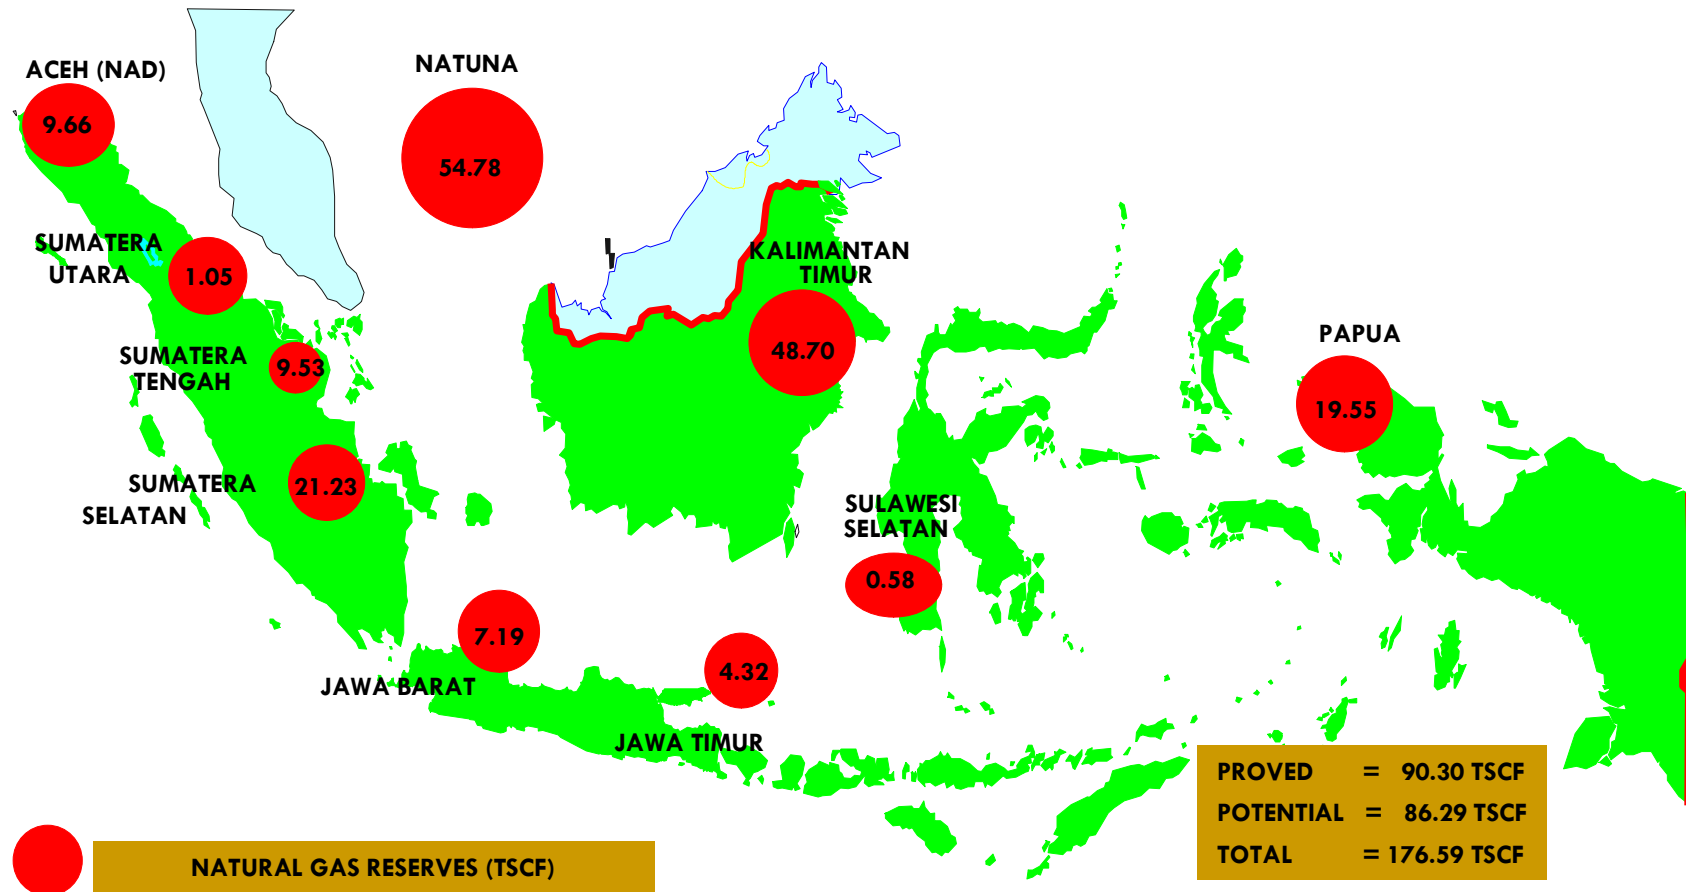 ACEH (NAD)
9.66
NATUNA
54.78
SUMATERA
UTARA
1.05
KALIMANTAN
TIMUR
48.70
SUMATERA
TENGAH
9.53
PAPUA
19.55
SUMATERA
SELATAN
21.23
SULAWESI
SELATAN
0.58
7.19
JAWA BARAT
4.32
JAWA TIMUR
PROVED = 90.30 TSCF
POTENTIAL = 86.29 TSCF
TOTAL = 176.59 TSCF
NATURAL GAS RESERVES (TSCF)